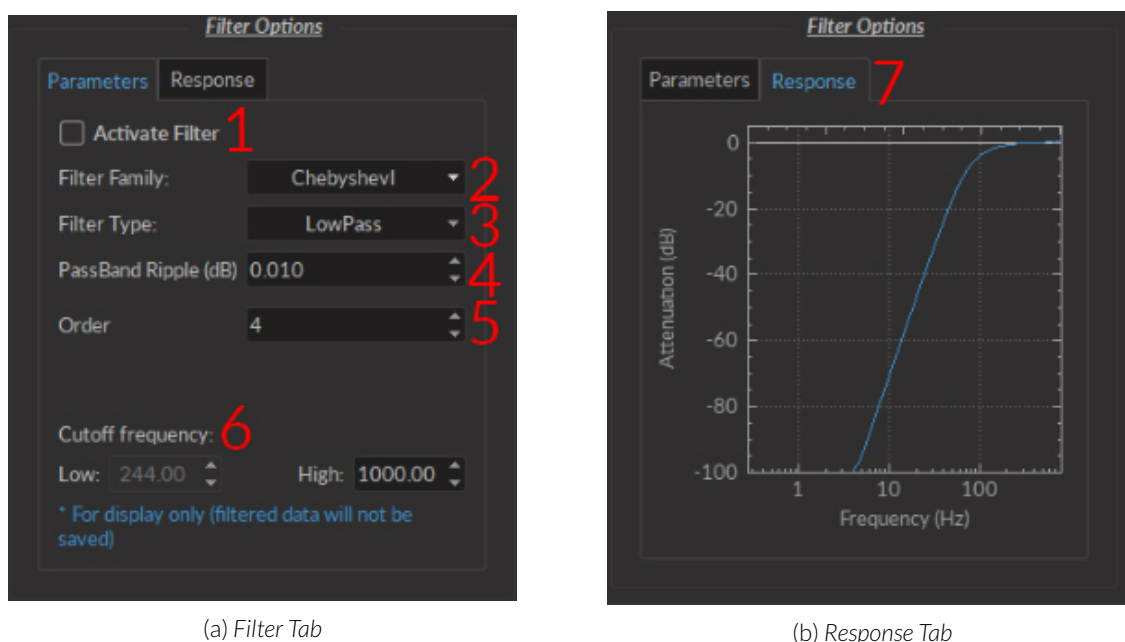 Filter Options
Parameters Response
1
Activate Filter
Filter Family: ChebyshevI 2
Filter Type: LowPass 3
PassBand Ripple (dB) 0.010 4
Order 4 5
Cutoff frequency: 6
Low: 244.00 High: 1000.00
* For display only (filtered data will not be
saved)
(a) Filter Tab
Filter Options
Parameters Response 7
0
-20
-40
-60
-80
-100
Attenuation (dB)
1 10 100
Frequency (Hz)
(b) Response Tab